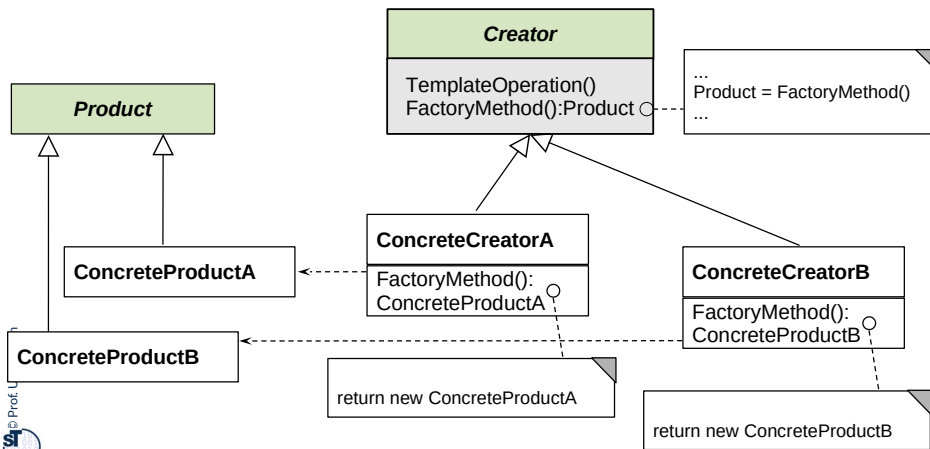 Creator
TemplateOperation()
FactoryMethod():Product
...
Product = FactoryMethod()
...
Product
ConcreteProductA
ConcreteCreatorA
FactoryMethod():
ConcreteProductA
ConcreteCreatorB
FactoryMethod():
ConcreteProductB
ConcreteProductB
return new ConcreteProductA
return new ConcreteProductB
© Prof.
ST